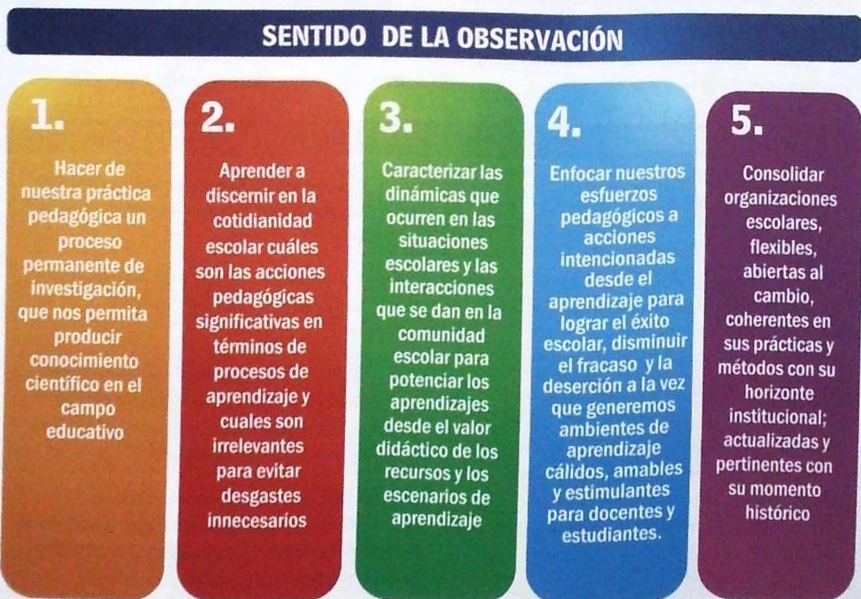 SENTIDO DE LA OBSERVACIÓN
1.
Hacer de
nuestra práctica
pedagógica un
proceso
permanente de
investigación,
que nos permita
producir
conocimiento
científico en el
campo
educativo
2.
Aprender a
discernir en la
cotidianidad
escolar cuáles
son las acciones
pedagógicas
significativas en
términos de
procesos de
aprendizaje y
cuales son
irrelevantes
para evitar
desgastes
innecesarios
3.
Caracterizar las
dinámicas que
ocurren en las
situaciones
escolares y las
interacciones
que se dan en la
comunidad
escolar para
potenciar los
aprendizajes
desde el valor
didáctico de los
recursos y los
escenarios de
aprendizaje
4.
Enfocar nuestros
esfuerzos
pedagógicos a
acciones
intencionadas
desde el
aprendizaje para
lograr el éxito
escolar, disminuir
el fracaso y la
deserción a la vez
que generemos
ambientes de
aprendizaje
cálidos, amables
y estimulantes
para docentes y
estudiantes.
5.
Consolidar
organizaciones
escolares,
flexibles,
abiertas al
cambio,
coherentes en
sus prácticas y
métodos con su
horizonte
institucional;
actualizadas y
pertinentes con
su momento
histórico